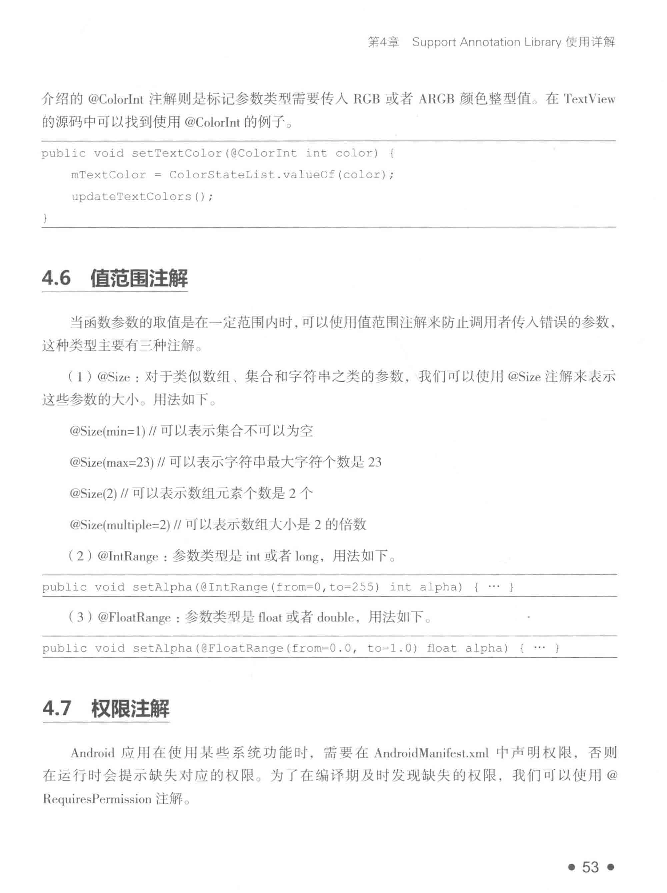 第4章 Support Annotation Library 使用详解
介绍的 @ColorInt 注解则是标记参数类型需要传入 RGB 或者 ARGB 颜色整型值。在 TextView
的源码中可以找到使用 @ColorInt 的例子。
public void setTextColor(@ColorInt int color) {
mTextColor = ColorStateList.valueOf(color);
updateTextColors();
}
4.6 值范围注解
当函数参数的取值是在一定范围内时，可以使用值范围注解来防止调用者传入错误的参数，
这种类型主要有三种注解。
（1）@Size：对于类似数组、集合和字符串之类的参数，我们可以使用 @Size 注解来表示
这些参数的大小。用法如下。
@Size(min=1) // 可以表示集合不可以为空
@Size(max=23) // 可以表示字符串最大字符个数是 23
@Size(2) // 可以表示数组元素个数是 2 个
@Size(multiple=2) // 可以表示数组大小是 2 的倍数
（2）@IntRange：参数类型是 int 或者 long，用法如下。
public void setAlpha(@IntRange(from=0,to=255) int alpha) { … }
（3）@FloatRange：参数类型是 float 或者 double，用法如下。
public void setAlpha(@FloatRange(from=0.0, to=1.0) float alpha) { … }
4.7 权限注解
Android 应用在使用某些系统功能时，需要在 AndroidManifest.xml 中声明权限，否则
在运行时会提示缺失对应的权限。为了在编译期及时发现缺失的权限，我们可以使用 @
RequiresPermission 注解。
• 53 •